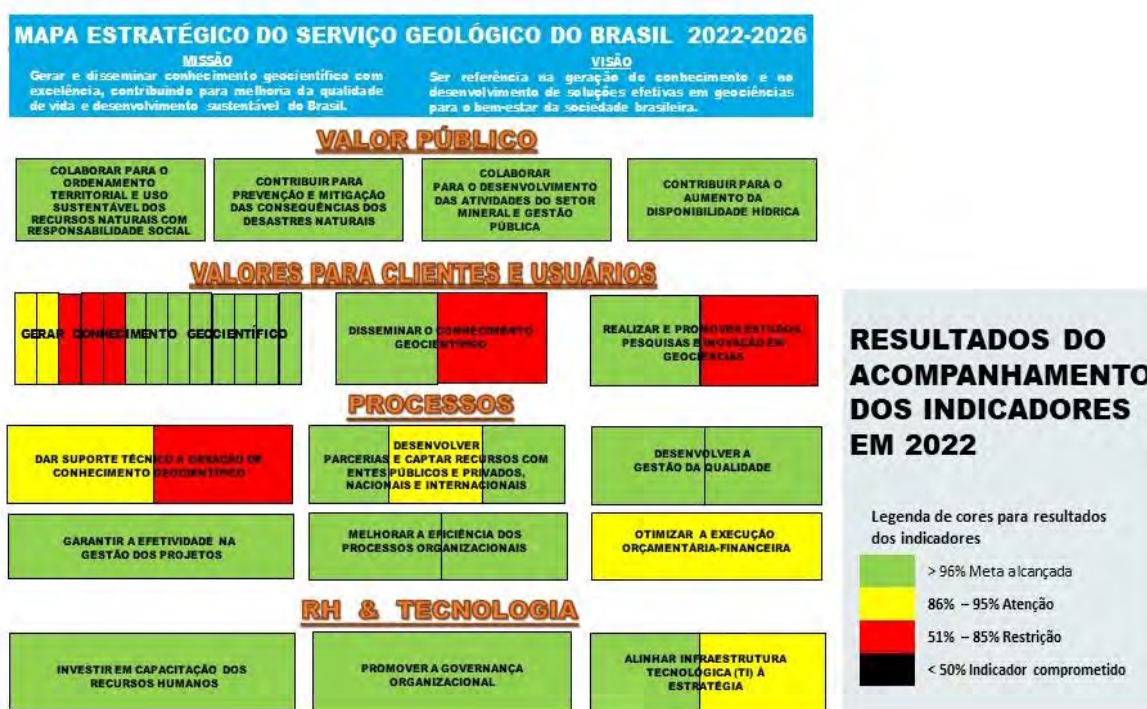 MAPA ESTRATÉGICO DO SERVIÇO GEOLÓGICO DO BRASIL 2022-2026
MISSÃO
Gerar e disseminar conhecimento geocientífico com
excelência, contribuindo para melhoria da qualidade
de vida e desenvolvimento sustentável do Brasil.
VISÃO
Ser referência na geração do conhecimento e no
desenvolvimento de soluções efetivas em geociências
para o bem-estar da sociedade brasileira.
VALOR PÚBLICO
COLABORAR PARA O
ORDENAMENTO
TERRITORIAL E USO
SUSTENTÁVEL DOS
RECURSOS NATURAIS COM
RESPONSABILIDADE SOCIAL
CONTRIBUIR PARA
PREVENÇÃO E MITIGAÇÃO
DAS CONSEQUÊNCIAS DOS
DESASTRES NATURAIS
COLABORAR
PARA O DESENVOLVIMENTO
DAS ATIVIDADES DO SETOR
MINERAL E GESTÃO
PÚBLICA
CONTRIBUIR PARA O
AUMENTO DA
DISPONIBILIDADE HÍDRICA
VALORES PARA CLIENTES E USUÁRIOS
GERAR CONHECIMENTO GEOCIENTÍFICO
DISSEMINAR O CONHECIMENTO
GEOCIENTÍFICO
REALIZAR E PROMOVER ESTUDOS,
PESQUISAS E INOVAÇÃO EM
GEOCIÊNCIAS
PROCESSOS
DAR SUPORTE TÉCNICO A GERAÇÃO DE
CONHECIMENTO GEOCIENTÍFICO
DESENVOLVER
PARCERIAS E CAPTAR RECURSOS COM
ENTES PÚBLICOS E PRIVADOS,
NACIONAIS E INTERNACIONAIS
DESENVOLVER A
GESTÃO DA QUALIDADE
GARANTIR A EFETIVIDADE NA
GESTÃO DOS PROJETOS
MELHORAR A EFICIÊNCIA DOS
PROCESSOS ORGANIZACIONAIS
OTIMIZAR A EXECUÇÃO
ORÇAMENTÁRIA-FINANCEIRA
RH & TECNOLOGIA
INVESTIR EM CAPACITAÇÃO DOS
RECURSOS HUMANOS
PROMOVER A GOVERNANÇA
ORGANIZACIONAL
ALINHAR INFRAESTRUTURA
TECNOLÓGICA (TI) À
ESTRATÉGIA
RESULTADOS DO
ACOMPANHAMENTO
DOS INDICADORES
EM 2022
Legenda de cores para resultados
dos indicadores
> 96% Meta alcançada
86% – 95% Atenção
51% – 85% Restrição
< 50% Indicador comprometido